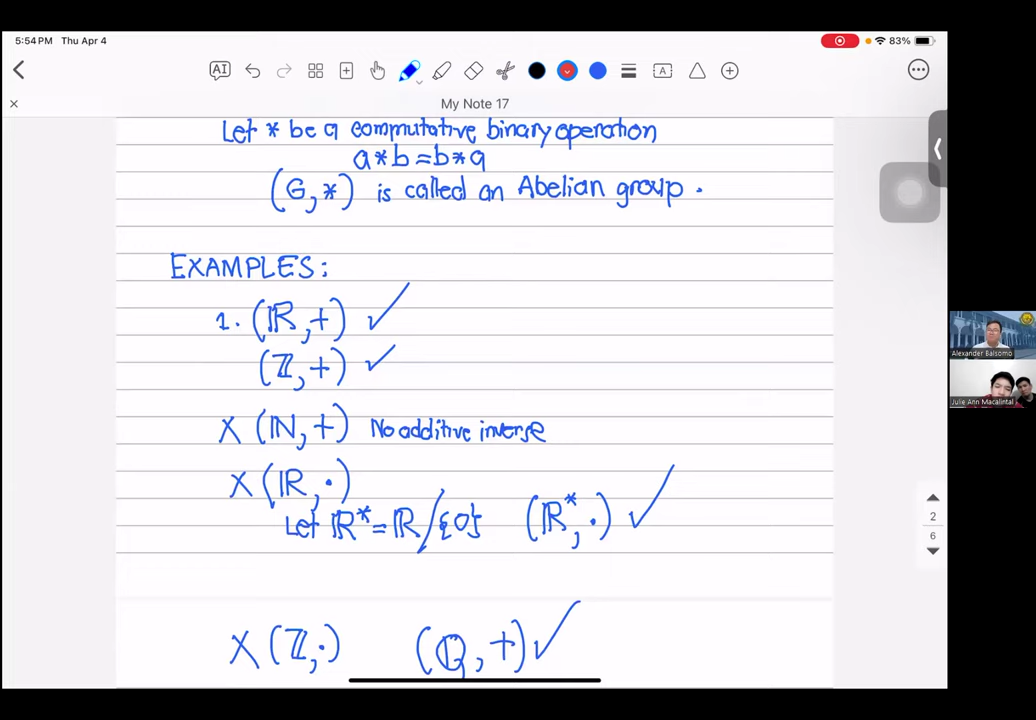 5:54 PM Thu Apr 4
83%
AI
A
My Note 17
Let * be a commutative binary operation
a*b=b*a
(G,*) is called an Abelian group.
EXAMPLES:
1. (ℝ,+) ✓
(ℤ,+) ✓
X (ℕ,+) No additive inverse
X (ℝ,·)
Let ℝ* = ℝ/{0} (ℝ*,·) ✓
X (ℤ,·) (ℚ,+) ✓
2
6
Alexander Balsomo
Julie Ann Macalintal